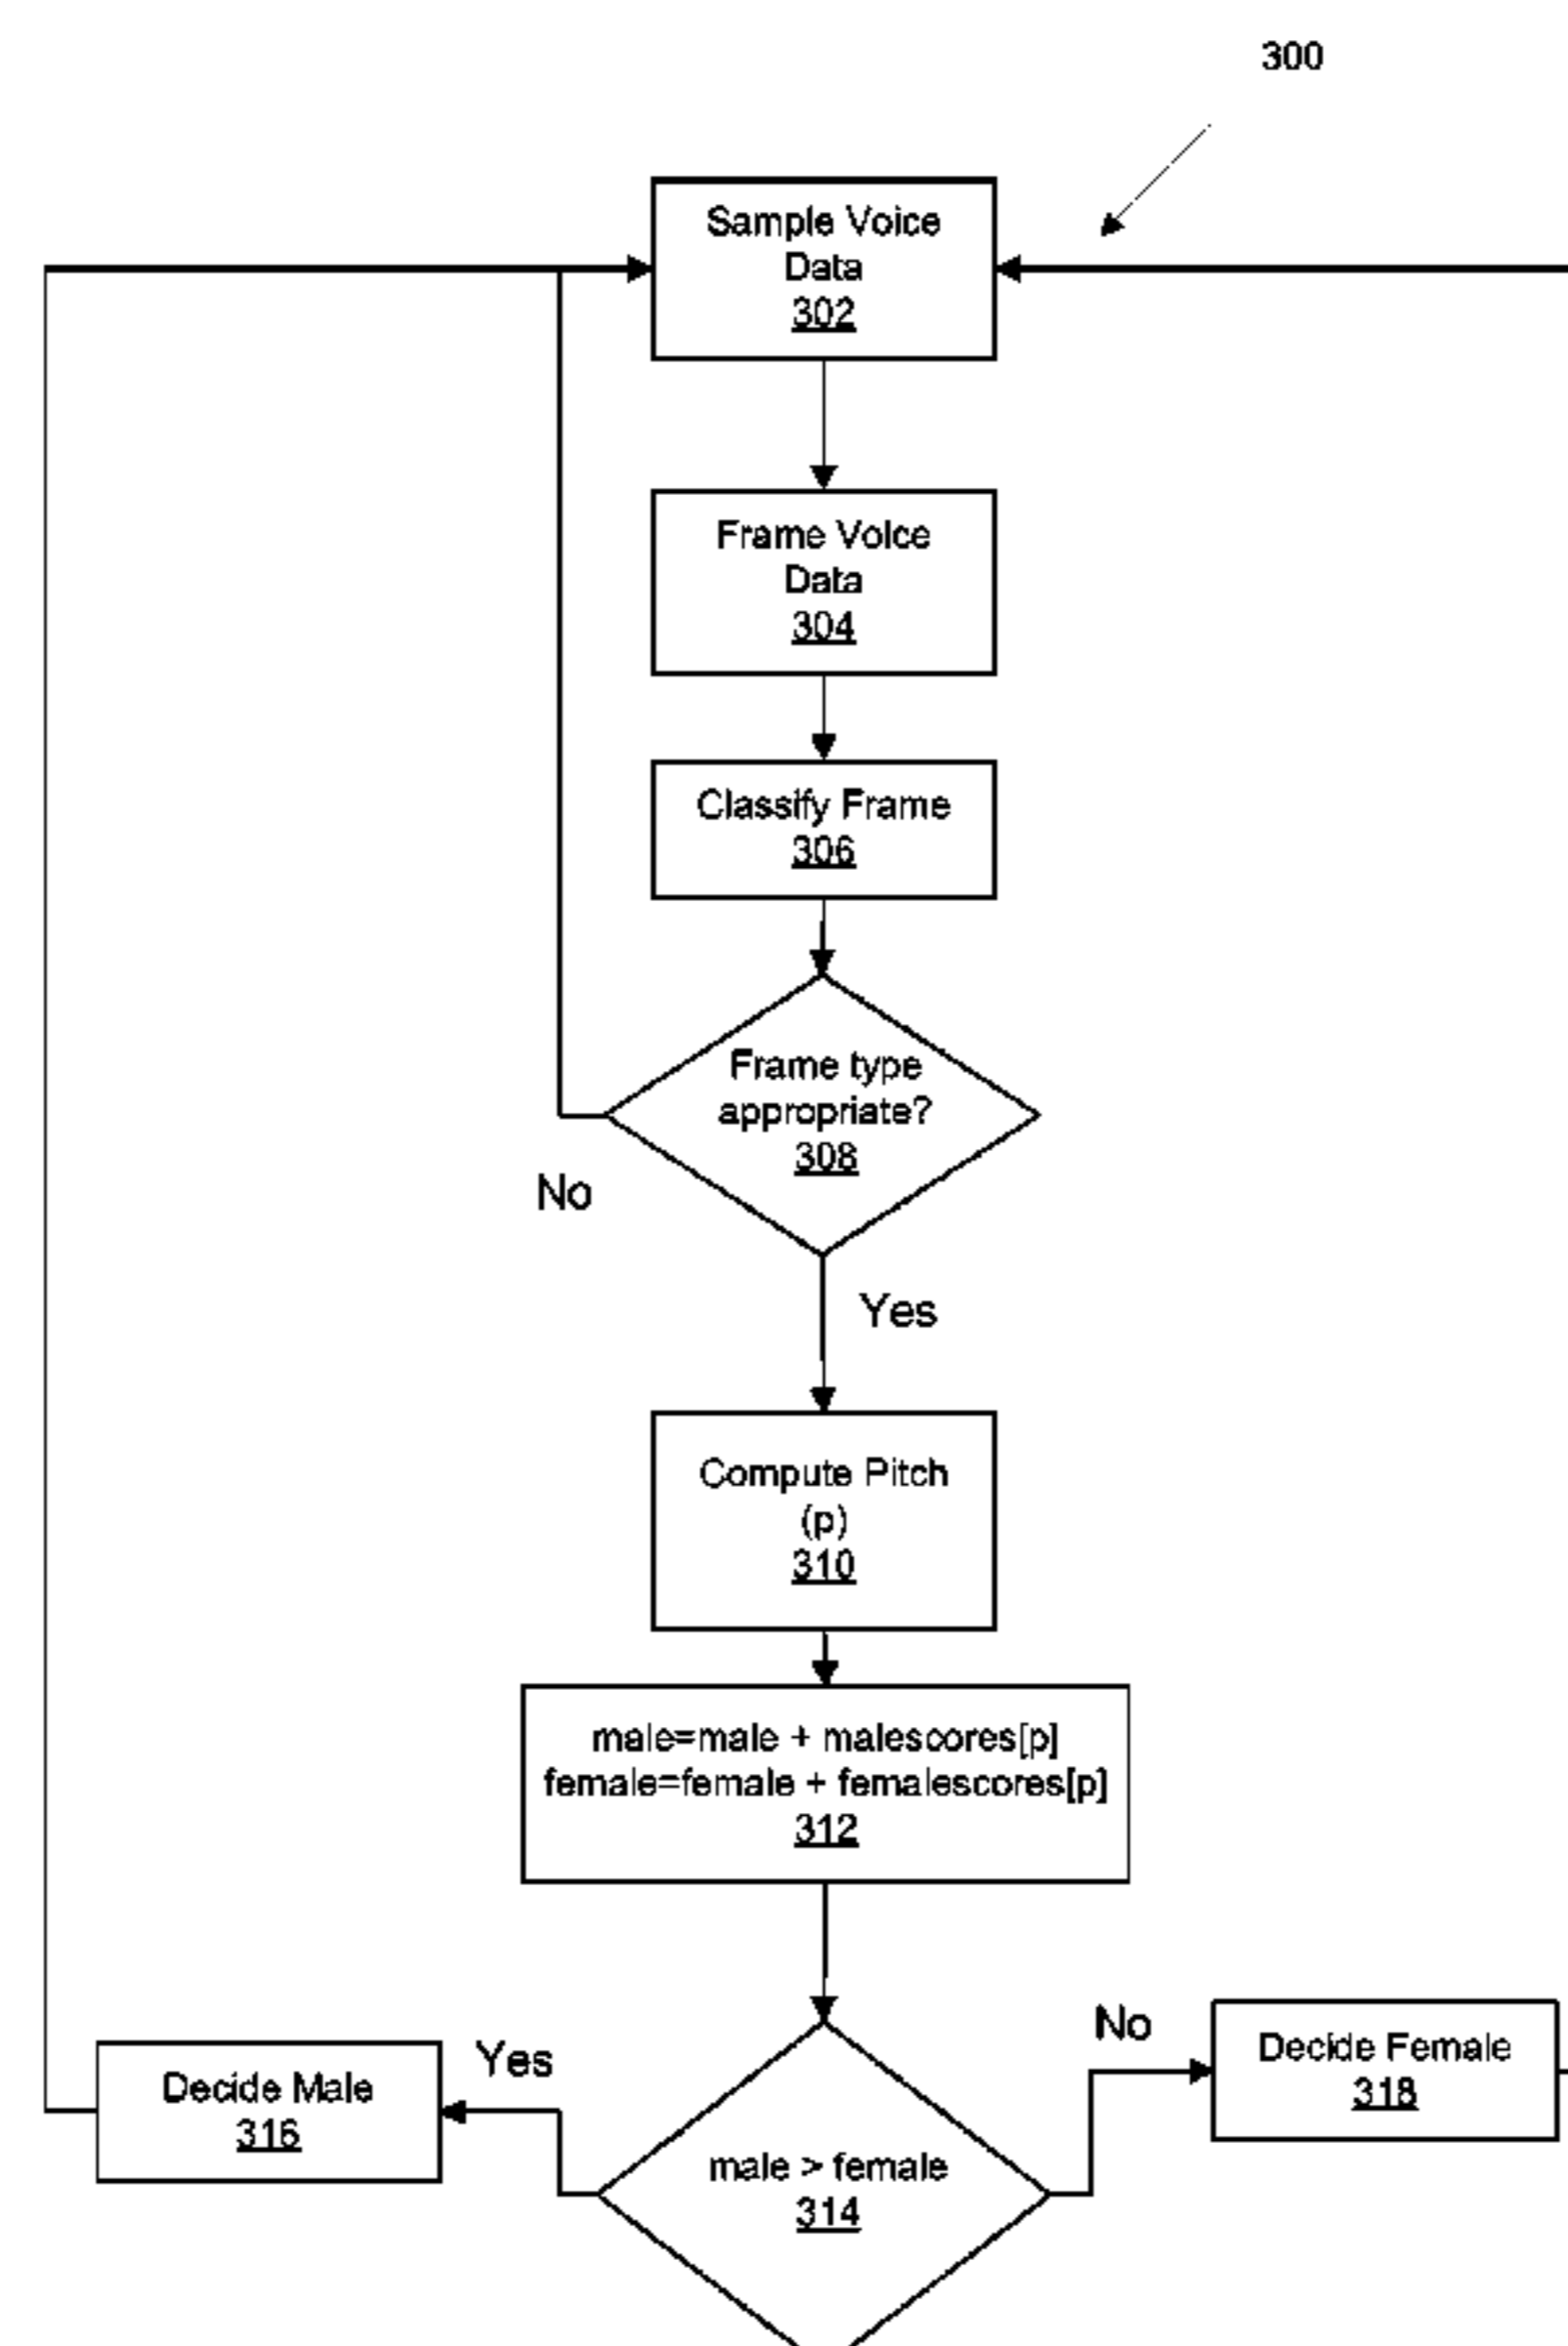 300
Sample Voice
Data
302
Frame Voice
Data
304
Classify Frame
306
Frame type
appropriate?
308
No
Yes
Compute Pitch
(p)
310
male=male + malescores[p]
female=female + femalescores[p]
312
No
Decide Female
318
Yes
Decide Male
316
male > female
314